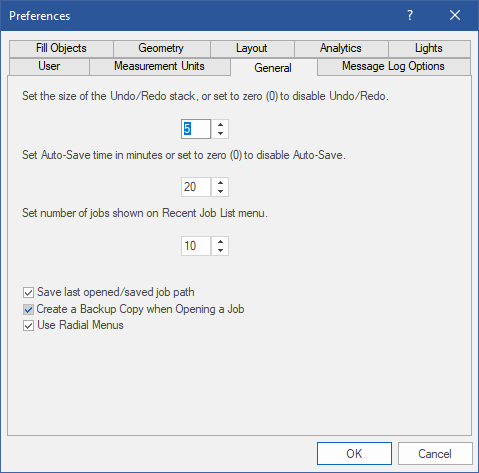 Preferences
?
Fill Objects Geometry Layout Analytics Lights
User Measurement Units General Message Log Options
Set the size of the Undo/Redo stack, or set to zero (0) to disable Undo/Redo.
5
Set Auto-Save time in minutes or set to zero (0) to disable Auto-Save.
20
Set number of jobs shown on Recent Job List menu.
10
Save last opened/saved job path
Create a Backup Copy when Opening a Job
Use Radial Menus
OK Cancel